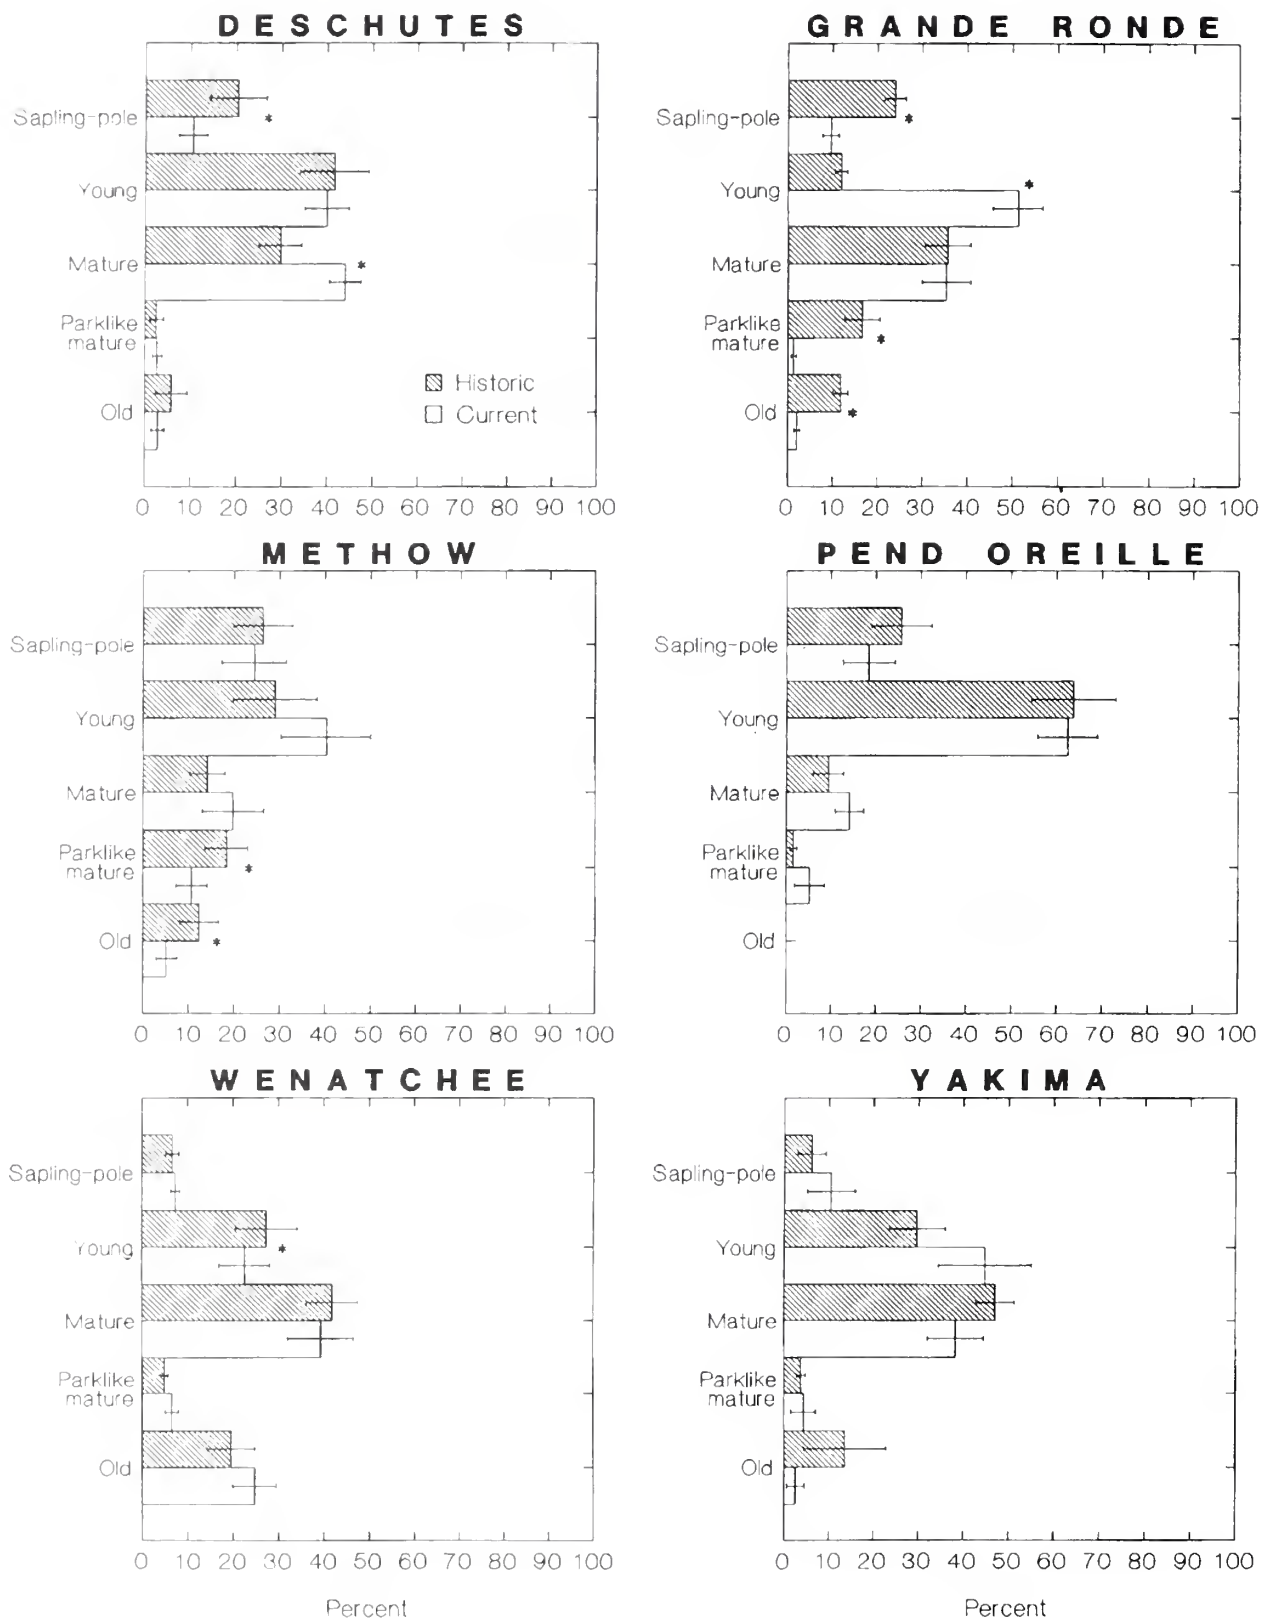 DESCHUTES
Sapling-pole
Young
Mature
Parklike
mature
Old
Historic
Current
0 10 20 30 40 50 60 70 80 90 100
GRANDE RONDE
Sapling-pole
Young
Mature
Parklike
mature
Old
0 10 20 30 40 50 60 70 80 90 100
METHOW
Sapling-pole
Young
Mature
Parklike
mature
Old
0 10 20 30 40 50 60 70 80 90 100
PEND OREILLE
Sapling-pole
Young
Mature
Parklike
mature
Old
0 10 20 30 40 50 60 70 80 90 100
WENATCHEE
Sapling-pole
Young
Mature
Parklike
mature
Old
0 10 20 30 40 50 60 70 80 90 100
Percent
YAKIMA
Sapling-pole
Young
Mature
Parklike
mature
Old
0 10 20 30 40 50 60 70 80 90 100
Percent